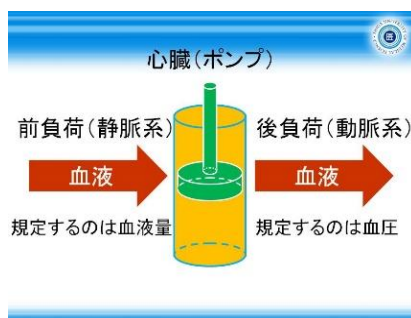 心臓(ポンプ)
前負荷(静脈系)
後負荷(動脈系)
血液
血液
規定するのは血液量
規定するのは血圧